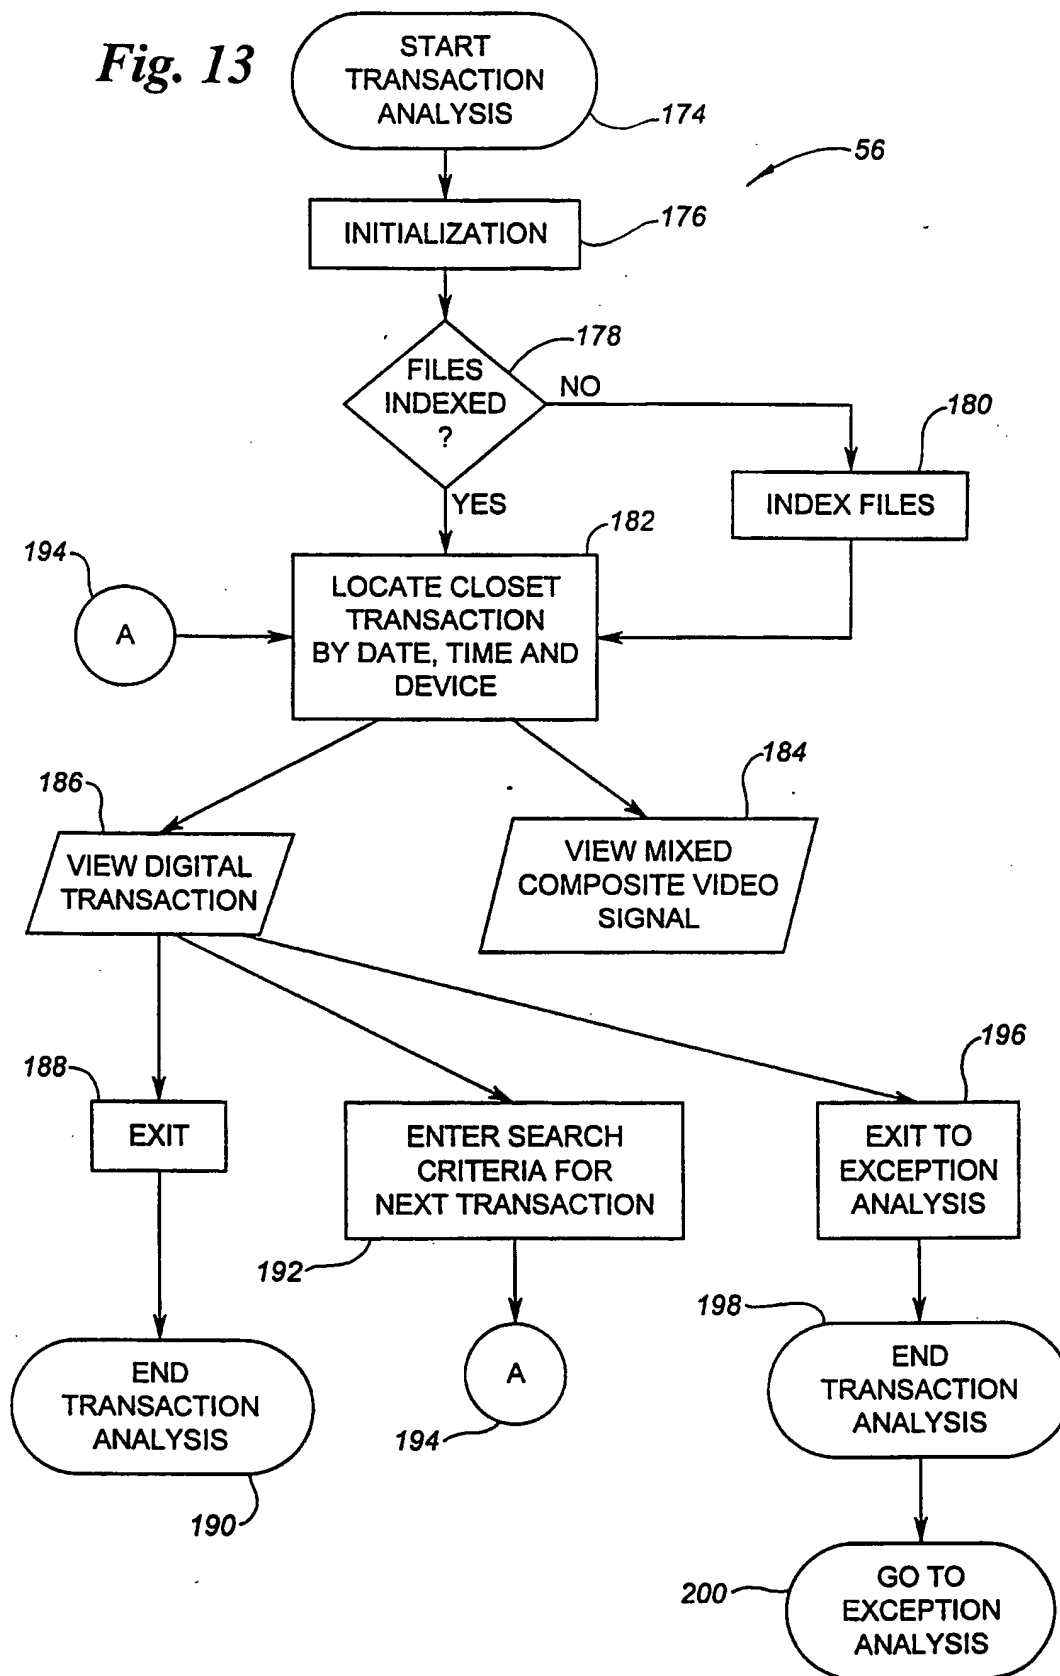 Fig. 13
START
TRANSACTION
ANALYSIS
174
56
INITIALIZATION
176
178
FILES
INDEXED
?
NO
180
INDEX FILES
YES
182
194
A
LOCATE CLOSET
TRANSACTION
BY DATE, TIME AND
DEVICE
186
184
VIEW DIGITAL
TRANSACTION
VIEW MIXED
COMPOSITE VIDEO
SIGNAL
188
196
EXIT
ENTER SEARCH
CRITERIA FOR
NEXT TRANSACTION
EXIT TO
EXCEPTION
ANALYSIS
192
198
END
TRANSACTION
ANALYSIS
A
END
TRANSACTION
ANALYSIS
194
190
200
GO TO
EXCEPTION
ANALYSIS